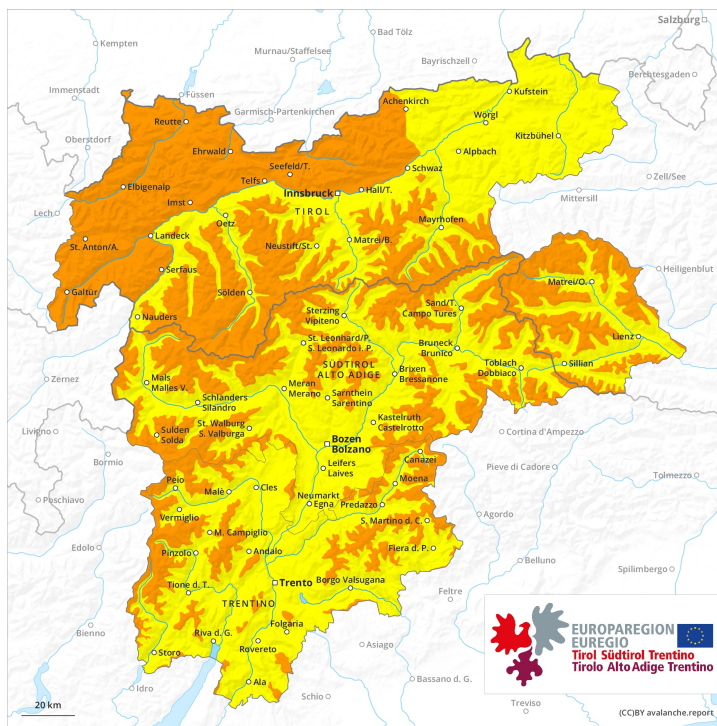 Salzburg
Kempten
Bad Tölz
Murnau/Staffelsee
Bayrischzell
Berchtesgaden
Immenstadt
Füssen
Achenkirch
Kufstein
Garmisch-Partenkirchen
Reutte
Wörgl
Oberstdorf
Ehrwald
Kitzbühel
Alpbach
Seefeld/T.
Schwaz
Telfs
Zell/See
Elbigenalp
Innsbruck
Hall/T.
Mittersill
Imst
TIROL
Lech
Oetz
Mayrhofen
Landeck
Neustift/St.
Matrei/B.
St. Anton/A.
Serfaus
Heiligenblut
Matrei/O.
Galtür
Sölden
Sand/T.
Campo Tures
Nauders
Sterzing
Vipiteno
Lienz
St. Leonhard/P.
S. Leonardo i. P.
Bruneck
Brunico
Sillian
Toblach
Dobbiaco
SÜDTIROL
ALTO ADIGE
Brixen
Bressanone
Zernez
Mals
Malles V.
Meran
Merano
Sarnthein
Sarentino
Schlanders
Silandro
Kastelruth
Castelrotto
St. Walburg
S. Valburga
Livigno
Sulden
Solda
Cortina d'Ampezzo
Bozen
Bolzano
Bormio
Canazei
Leifers
Laives
Pieve di Cadore
Tolmezzo
Peio
Moena
Poschiavo
Malè
Cles
Neumarkt
Egna
Predazzo
Vermiglio
Agordo
S. Martino d. C.
M. Campiglio
Edolo
Pinzolo
Andalo
Fiera d. P.
Belluno
Spilimbergo
Trento
Tione d. T.
Borgo Valsugana
Feltre
TRENTINO
Folgaria
Bienno
Riva d. G.
Rovereto
Storo
Asiago
Ala
Bassano d. G.
Idro
Schio
Treviso
EUROPAREGION
EUREGIO
Tirol Südtirol Trentino
Tirolo Alto Adige Trentino
20 km
(CC)BY avalanche.report